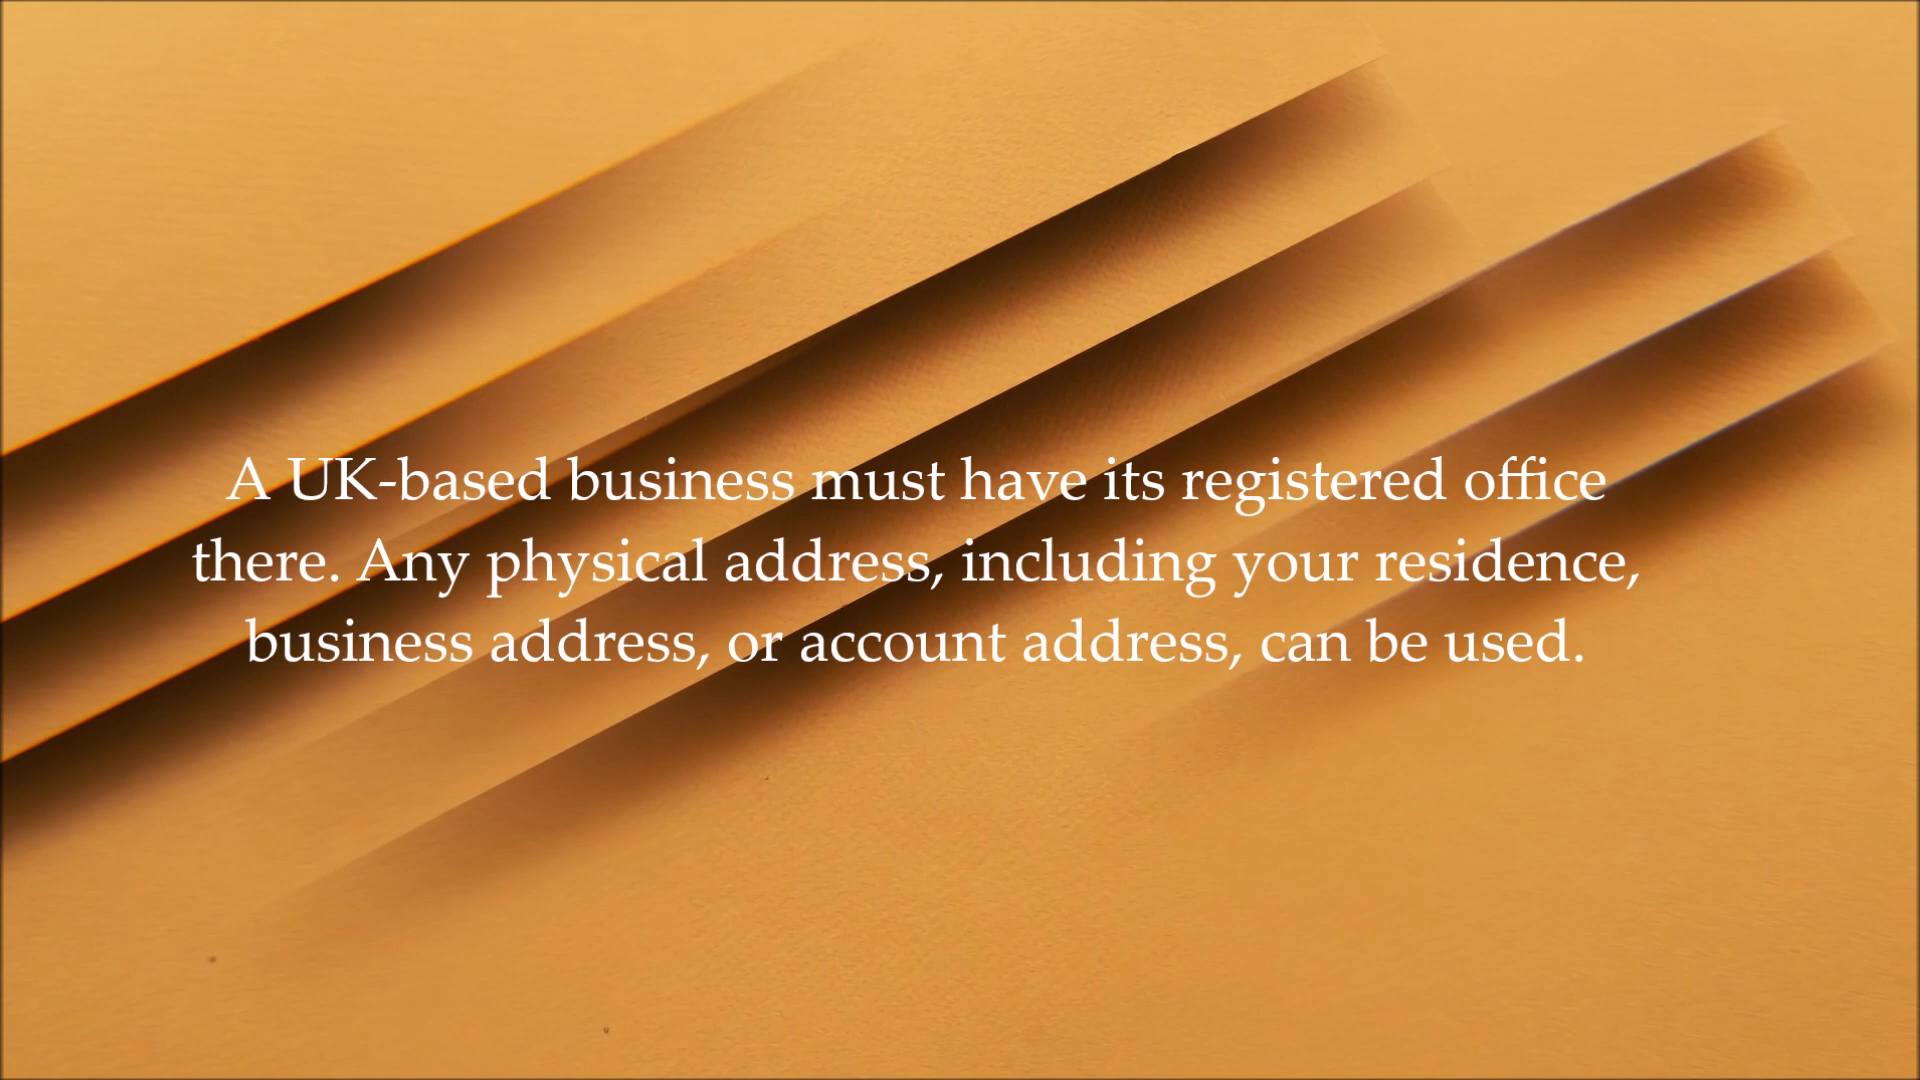 A UK-based business must have its registered office
there. Any physical address, including your residence,
business address, or account address, can be used.